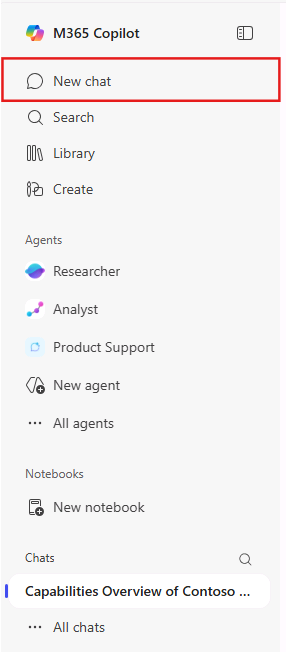 M365 Copilot
New chat
Search
Library
Create
Agents
Researcher
Analyst
Product Support
New agent
All agents
Notebooks
New notebook
Chats
Capabilities Overview of Contoso ...
All chats